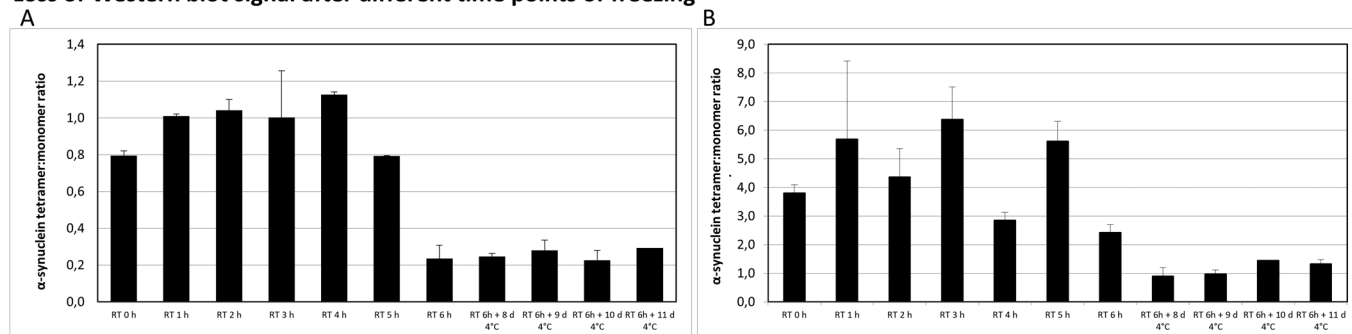 Loss of Western blot signal after different time points of freezing
A
B
α-synuclein tetramer:monomer ratio
1,4
1,2
1,0
0,8
0,6
0,4
0,2
0,0
RT 0 h
RT 1 h
RT 2 h
RT 3 h
RT 4 h
RT 5 h
RT 6 h
RT 6h + 8 d 4°C
RT 6h + 9 d 4°C
RT 6h + 10 d 4°C
RT 6h + 11 d 4°C
α-synuclein tetramer:monomer ratio
9,0
8,0
7,0
6,0
5,0
4,0
3,0
2,0
1,0
0,0
RT 0 h
RT 1 h
RT 2 h
RT 3 h
RT 4 h
RT 5 h
RT 6 h
RT 6h + 8 d 4°C
RT 6h + 9 d 4°C
RT 6h + 10 d 4°C
RT 6h + 11 d 4°C